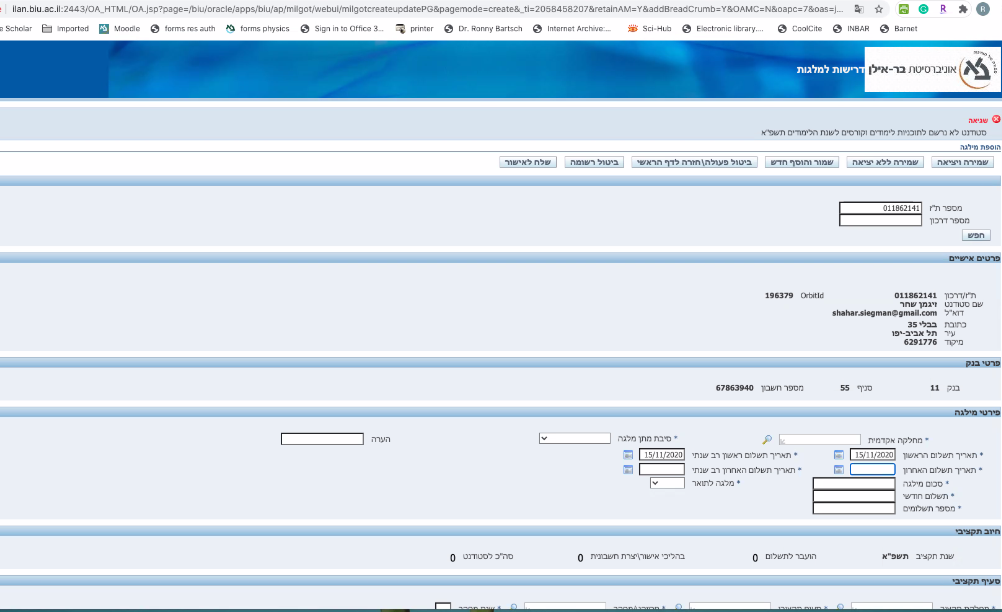 ilan.biu.ac.il:2443/OA_HTML/OA.jsp?page=/biu/oracle/apps/biu/ap/milgot/webui/milgotcreateupdatePG&pagemode=create&_ti=2058458207&retainAM=Y&addBreadCrumb=Y&OAMC=N&oapc=7&oas=j... R R
e Scholar Imported Moodle forms res auth forms physics Sign in to Office 3... printer Dr. Ronny Bartsch Internet Archive:... Sci-Hub Electronic library.... CoolCite INBAR Barnet
אוניברסיטת בר-אילן דרישות למלגות
שגיאה
סטודנט לא נרשם לתוכניות לימודים וקורסים לשנת הלימודים תשפ"א
הוספת מילגה
שמירה ויציאה שמירה ללא יציאה שמור והוסף חדש ביטול פעולה\חזרה לדף הראשי ביטול רשומה שלח לאישור
מספר ת"ז 011862141
מספר דרכון
חפש
פרטים אישיים
ת"ז/דרכון 011862141 OrbitId 196379
שם סטודנט זיגמן שחר
דוא"ל shahar.siegman@gmail.com
כתובת בבלי 35
עיר תל אביב-יפו
מיקוד 6291776
פרטי בנק
בנק 11 סניף 55 מספר חשבון 67863940
פירטי מילגה
* מחלקה אקדמית * סיבת מתן מלגה הערה
* תאריך תשלום הראשון 15/11/2020 * תאריך תשלום ראשון רב שנתי 15/11/2020
* תאריך תשלום האחרון * תאריך תשלום האחרון רב שנתי
* סכום מילגה * מלגה לתואר
* תשלום חודשי
* מספר תשלומים
חיוב תקציבי
שנת תקציב תשפ"א הועבר לתשלום 0 בהליכי אישור\יצרת חשבונית 0 סה"כ לסטודנט 0
סעיף תקציבי